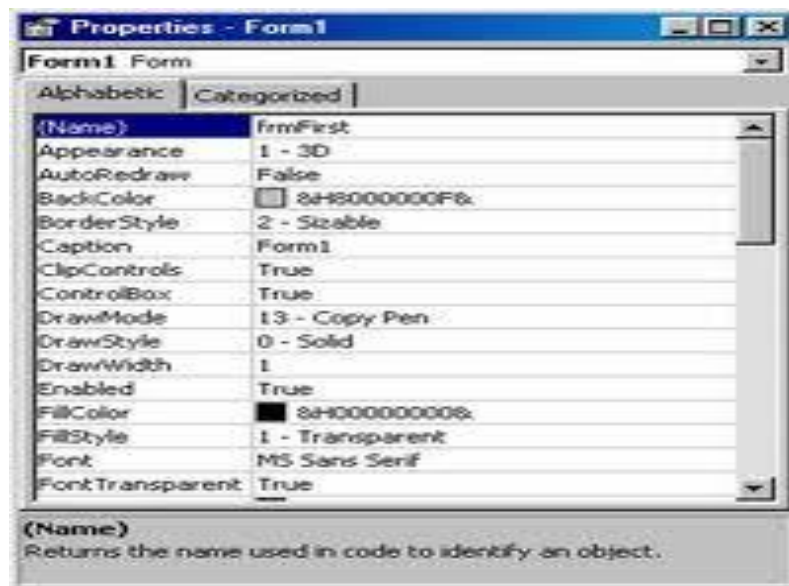 Properties - Form1
Form1 Form
Alphabetic Categorized
(Name) frmFirst
Appearance 1 - 3D
AutoRedraw False
BackColor &H8000000F&
BorderStyle 2 - Sizable
Caption Form1
ClipControls True
ControlBox True
DrawMode 13 - Copy Pen
DrawStyle 0 - Solid
DrawWidth 1
Enabled True
FillColor &H00000000&
FillStyle 1 - Transparent
Font MS Sans Serif
FontTransparent True
(Name)
Returns the name used in code to identify an object.